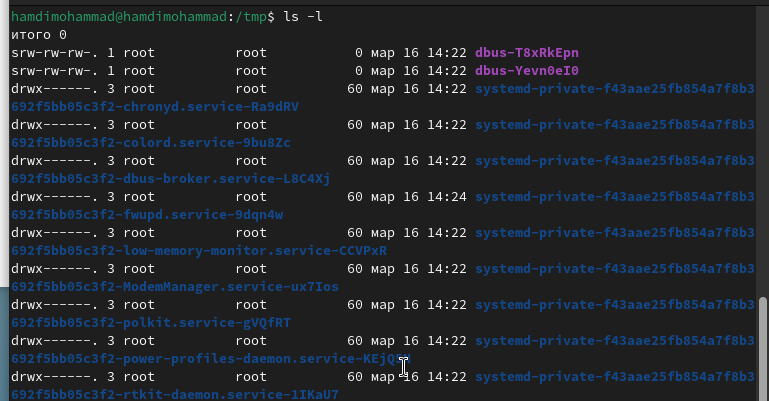 hamdimohammad@hamdimohammad:/tmp$ ls -l
итого 0
srw-rw-rw-. 1 root          root           0 мар 16 14:22 dbus-T8xRkEpn
srw-rw-rw-. 1 root          root           0 мар 16 14:22 dbus-Yevn0eI0
drwx------. 3 root          root          60 мар 16 14:22 systemd-private-f43aae25fb854a7f8b3
692f5bb05c3f2-chronyd.service-Ra9dRV
drwx------. 3 root          root          60 мар 16 14:22 systemd-private-f43aae25fb854a7f8b3
692f5bb05c3f2-colord.service-9bu8Zc
drwx------. 3 root          root          60 мар 16 14:22 systemd-private-f43aae25fb854a7f8b3
692f5bb05c3f2-dbus-broker.service-L8C4Xj
drwx------. 3 root          root          60 мар 16 14:24 systemd-private-f43aae25fb854a7f8b3
692f5bb05c3f2-fwupd.service-9dqn4w
drwx------. 3 root          root          60 мар 16 14:22 systemd-private-f43aae25fb854a7f8b3
692f5bb05c3f2-low-memory-monitor.service-CCVPxR
drwx------. 3 root          root          60 мар 16 14:22 systemd-private-f43aae25fb854a7f8b3
692f5bb05c3f2-ModemManager.service-ux7Ios
drwx------. 3 root          root          60 мар 16 14:22 systemd-private-f43aae25fb854a7f8b3
692f5bb05c3f2-polkit.service-gVQfRT
drwx------. 3 root          root          60 мар 16 14:22 systemd-private-f43aae25fb854a7f8b3
drwx------. 3 root          root          60 мар 16 14:22 systemd-private-f43aae25fb854a7f8b3
692f5bb05c3f2-rtkit-daemon.service-1IKaU7